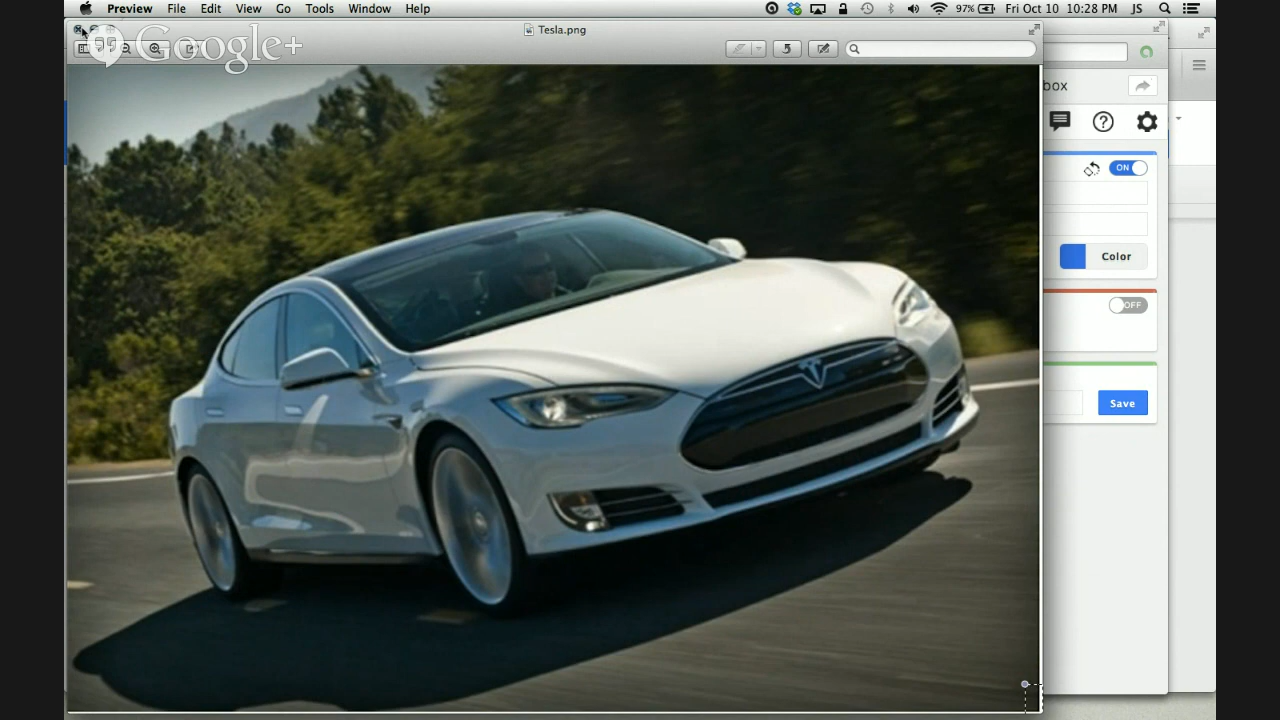 Preview File Edit View Go Tools Window Help 97% Fri Oct 10 10:28 PM JS
Google+
Tesla.png
box
ON
Color
OFF
Save